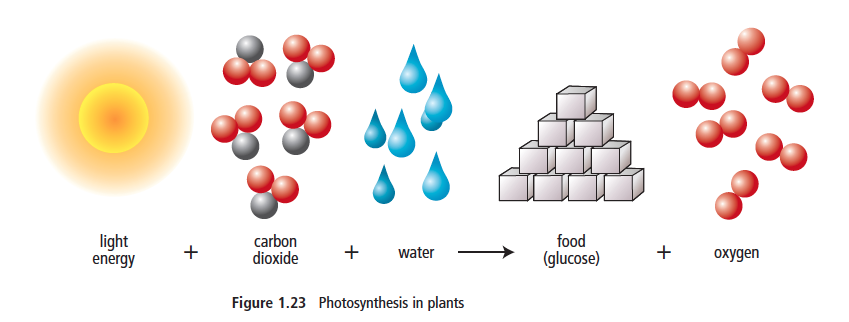 light
energy
+
carbon
dioxide
+
water
food
(glucose)
+
oxygen
Figure 1.23 Photosynthesis in plants